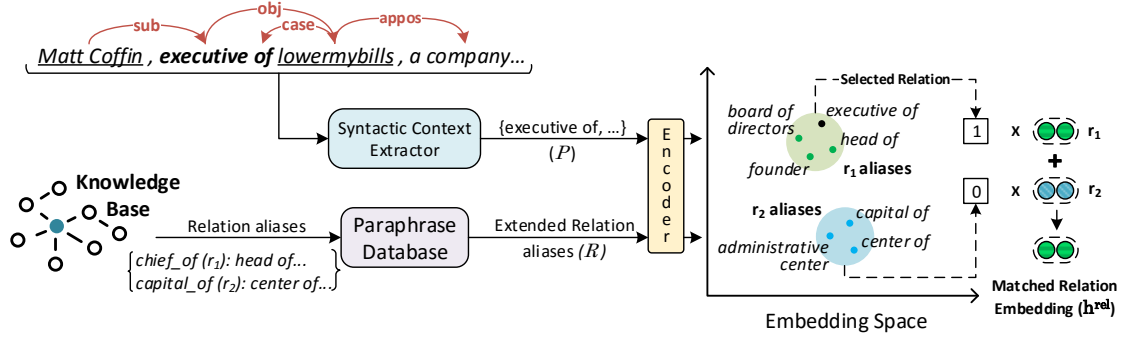 sub
obj
case
appos
Matt Coffin , executive of lowermybills , a company...
Syntactic Context
Extractor
{executive of, ...}
(P)
Knowledge
Base
Relation aliases
chief_of (r1): head of...
capital_of (r2): center of...
Paraphrase
Database
Extended Relation
aliases (R)
Encoder
Selected Relation
board of
directors
executive of
head of
founder
r1 aliases
r2 aliases
capital of
center of
administrative
center
Embedding Space
1
x
r1
+
0
x
r2
Matched Relation
Embedding (h^rel)